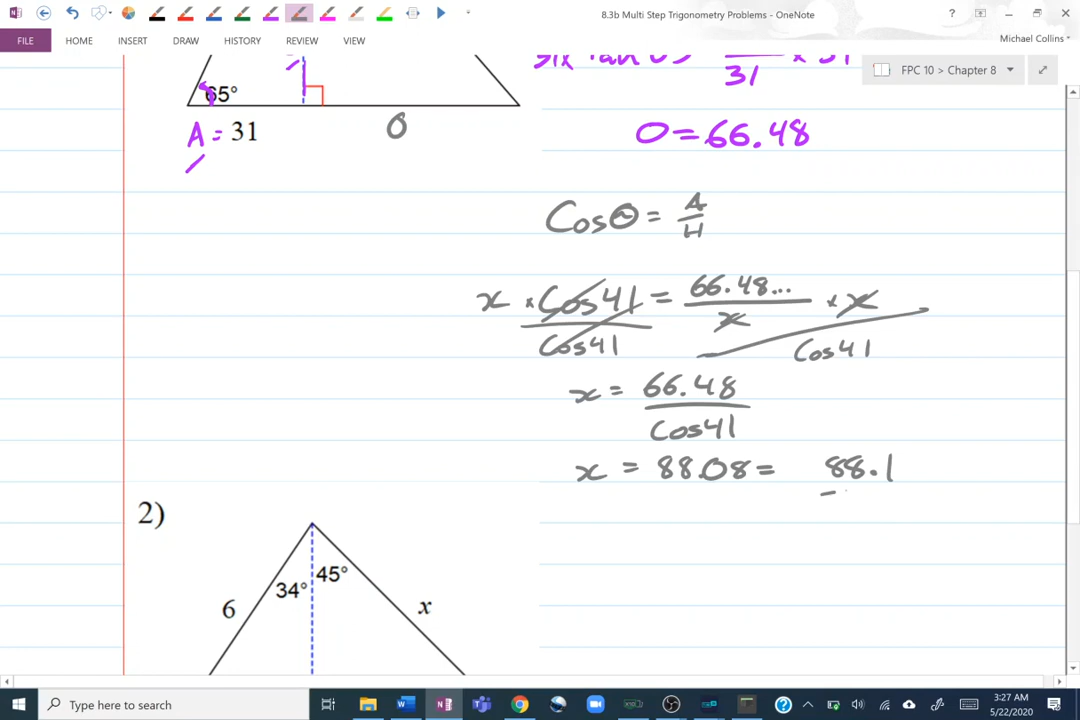 8.3b Multi Step Trigonometry Problems - OneNote
Michael Collins
FILE HOME INSERT DRAW HISTORY REVIEW VIEW
FPC 10 > Chapter 8
31
65°
A = 31
O
O = 66.48
Cosθ = A/H
x × Cos41 / Cos41 = 66.48... / x × x / Cos41
x = 66.48 / Cos41
x = 88.08 = 88.1
2)
34° 45°
6 x
Type here to search
3:27 AM
5/22/2020